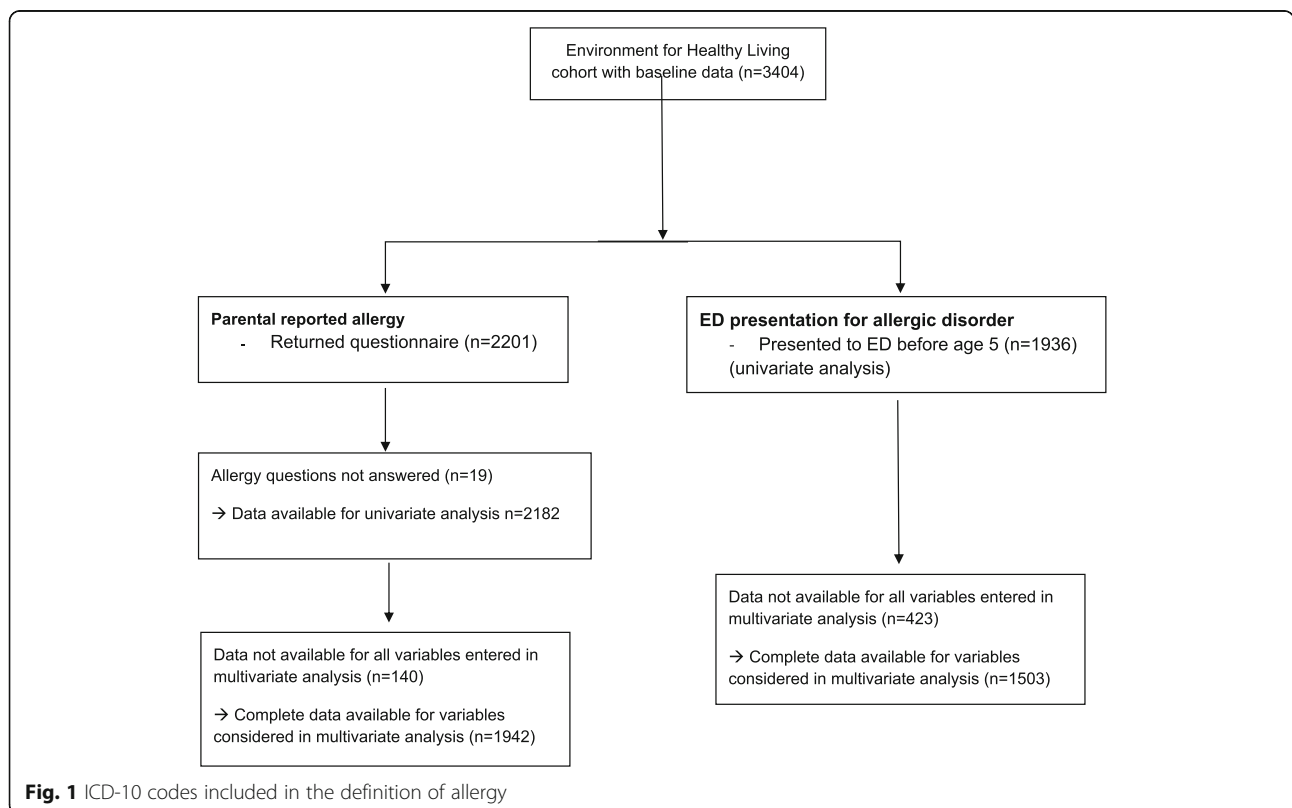 Environment for Healthy Living
cohort with baseline data (n=3404)
Parental reported allergy
- Returned questionnaire (n=2201)
ED presentation for allergic disorder
- Presented to ED before age 5 (n=1936)
(univariate analysis)
Allergy questions not answered (n=19)
→ Data available for univariate analysis n=2182
Data not available for all variables entered in
multivariate analysis (n=423)
→ Complete data available for variables
considered in multivariate analysis (n=1503)
Data not available for all variables entered in
multivariate analysis (n=140)
→ Complete data available for variables
considered in multivariate analysis (n=1942)
Fig. 1 ICD-10 codes included in the definition of allergy